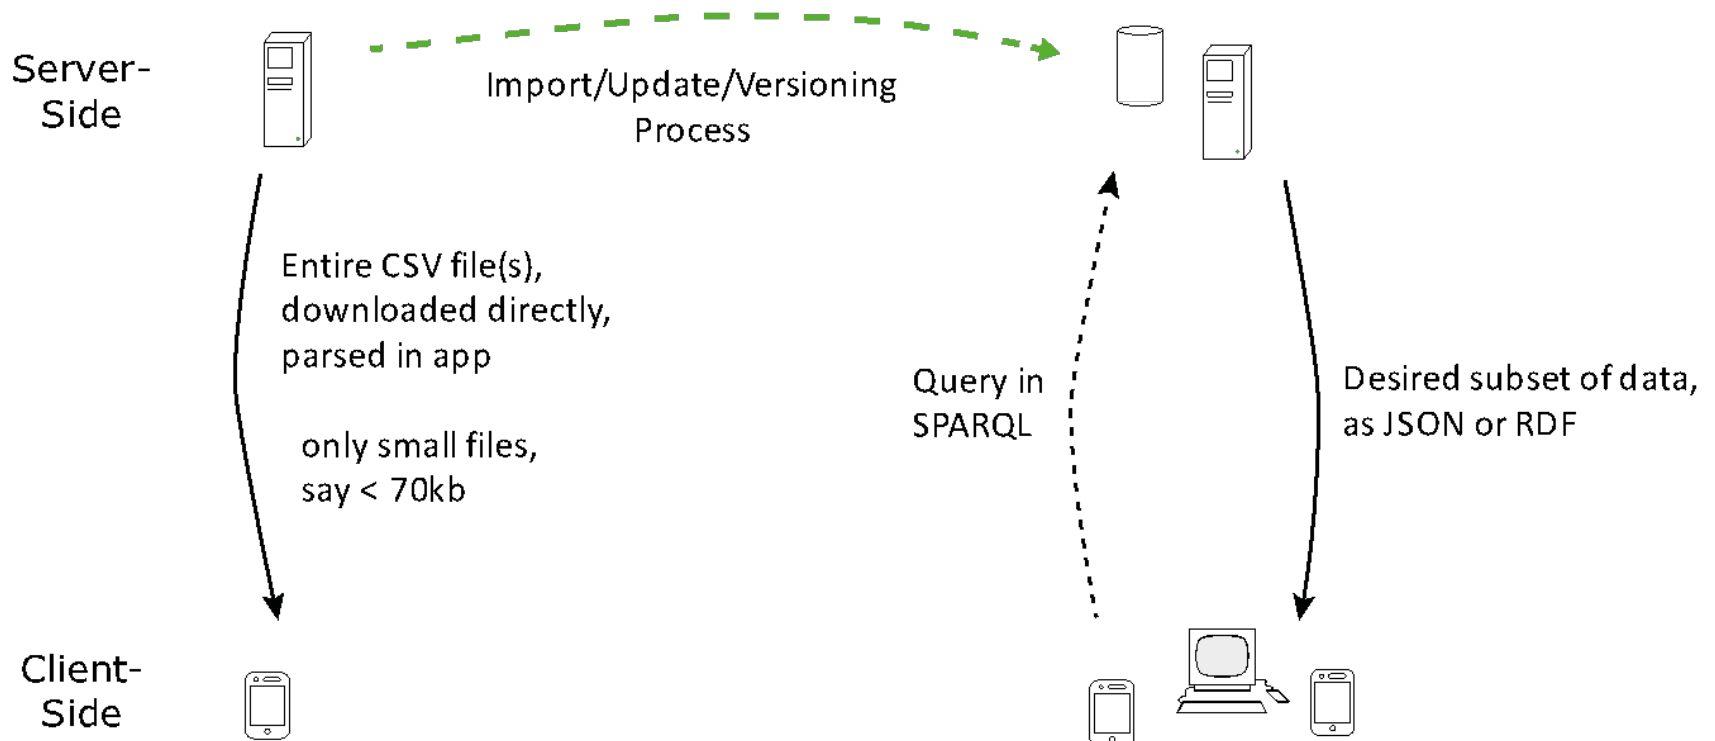 Server-
Side
Import/Update/Versioning
Process
Entire CSV file(s),
downloaded directly,
parsed in app
only small files,
say < 70kb
Query in
SPARQL
Desired subset of data,
as JSON or RDF
Client-
Side